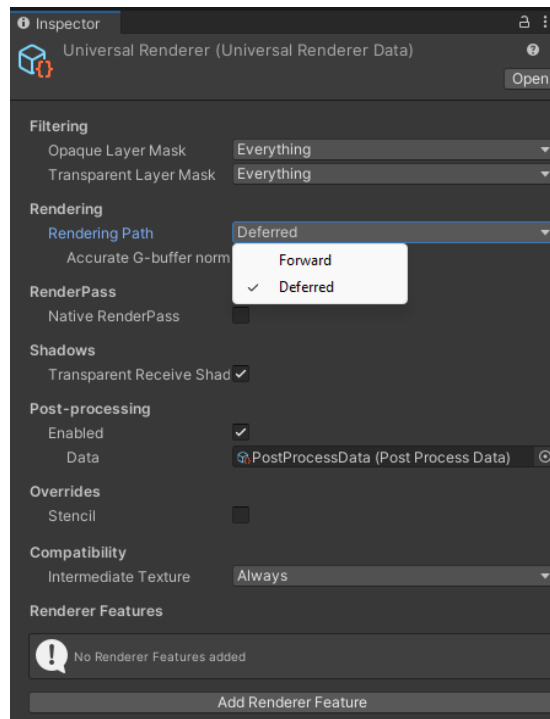 Inspector
Universal Renderer (Universal Renderer Data)
Open
Filtering
Opaque Layer Mask Everything
Transparent Layer Mask Everything
Rendering
Rendering Path Deferred
Accurate G-buffer norm
Forward
Deferred
RenderPass
Native RenderPass
Shadows
Transparent Receive Shad
Post-processing
Enabled
Data PostProcessData (Post Process Data)
Overrides
Stencil
Compatibility
Intermediate Texture Always
Renderer Features
No Renderer Features added
Add Renderer Feature